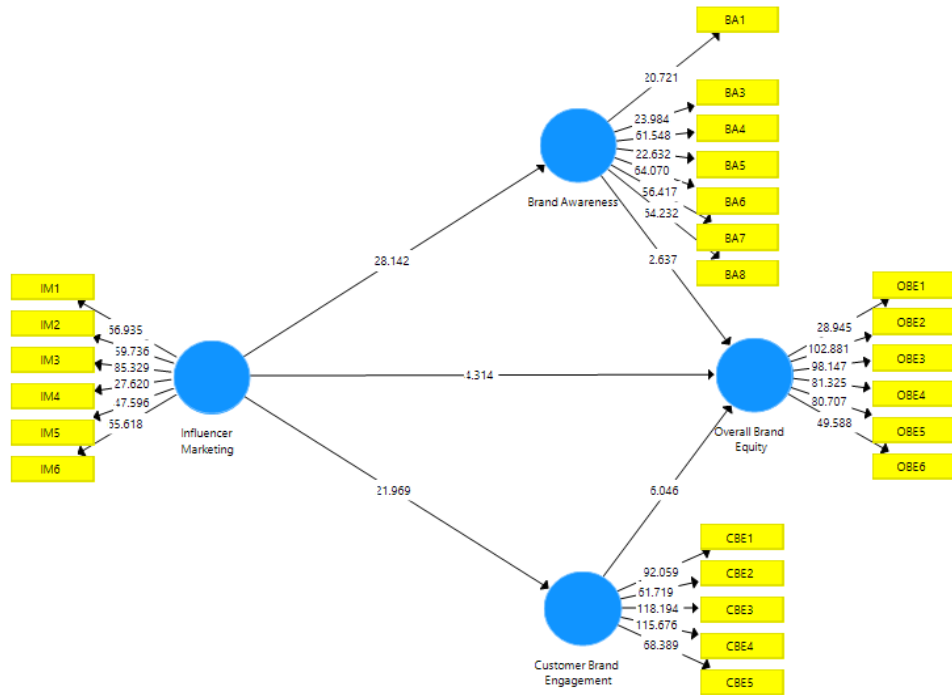 BA1
20.721
BA3
23.984
BA4
61.548
22.632
BA5
64.070
BA6
56.417
54.232
BA7
BA8
Brand Awareness
28.142
2.637
IM1
IM2
IM3
IM4
IM5
IM6
56.935
59.736
85.329
27.620
47.596
55.618
Influencer
Marketing
4.314
OBE1
OBE2
OBE3
OBE4
OBE5
OBE6
28.945
102.881
98.147
81.325
80.707
49.588
Overall Brand
Equity
21.969
6.046
CBE1
CBE2
CBE3
CBE4
CBE5
92.059
61.719
118.194
115.676
68.389
Customer Brand
Engagement